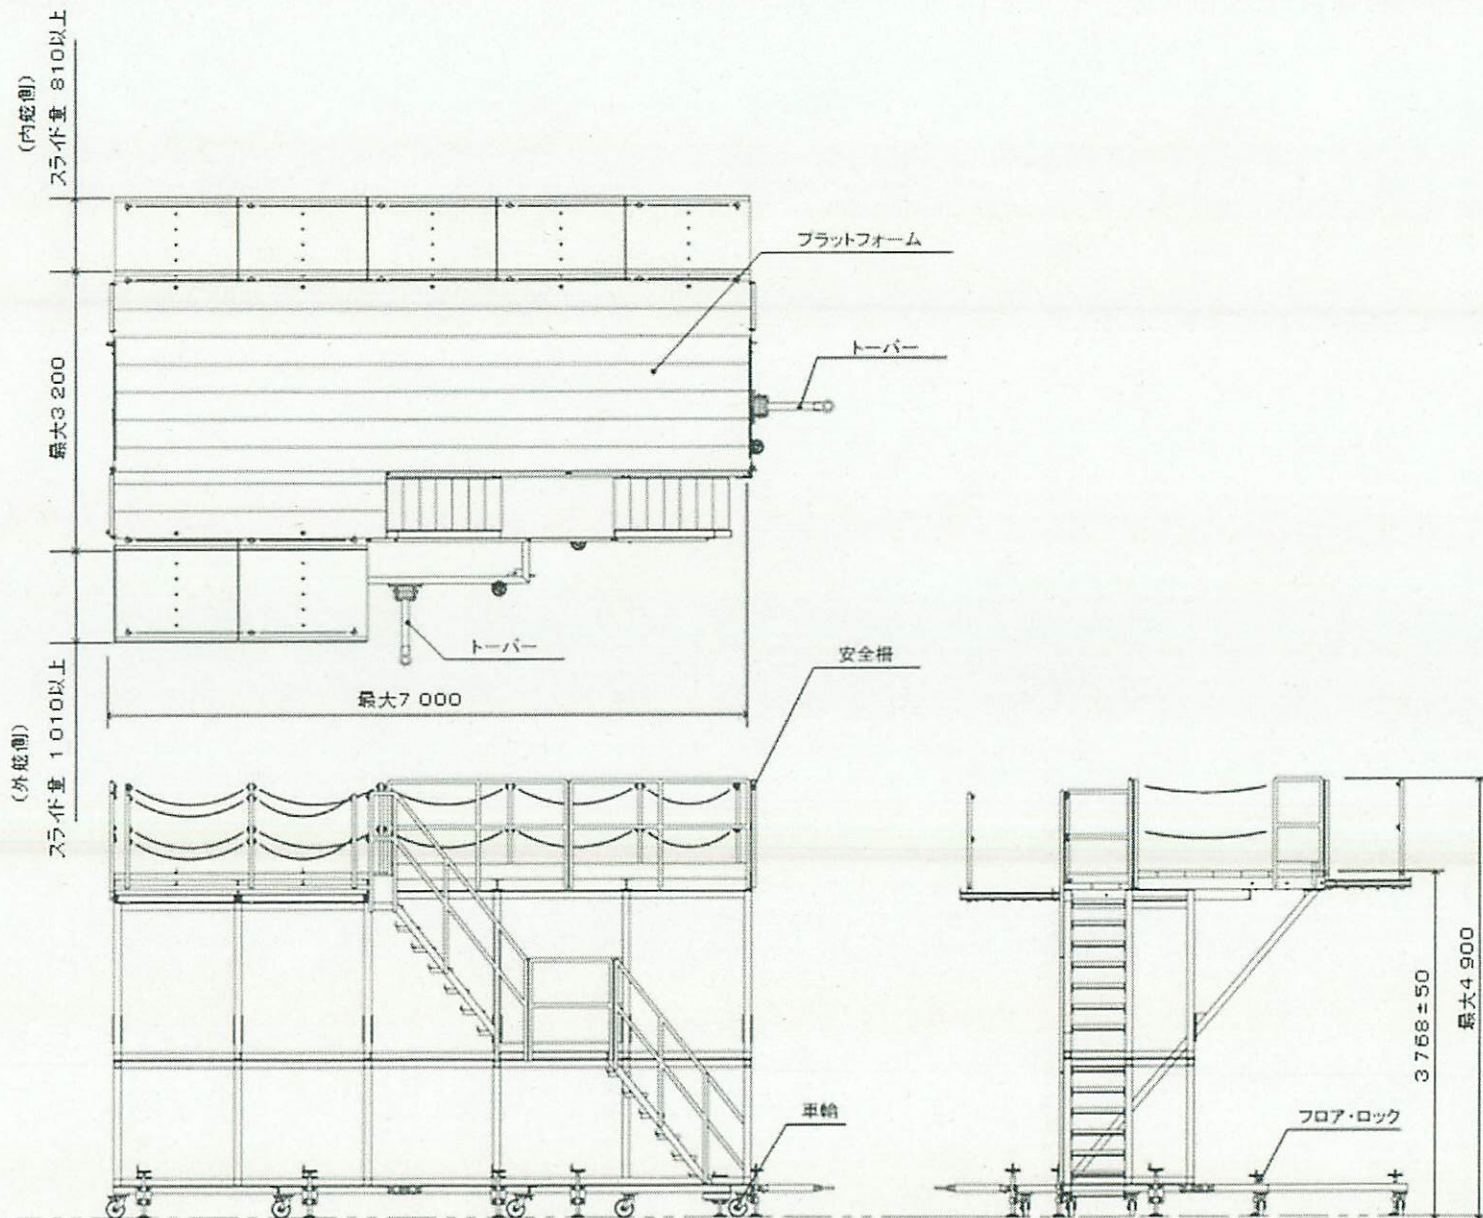 (内舷側)
スライド量 810以上
プラットフォーム
トーバー
最大3 200
トーバー
安全柵
最大7 000
(外舷側)
スライド量 1 010以上
3 768±50
最大4 900
車輪
フロア・ロック